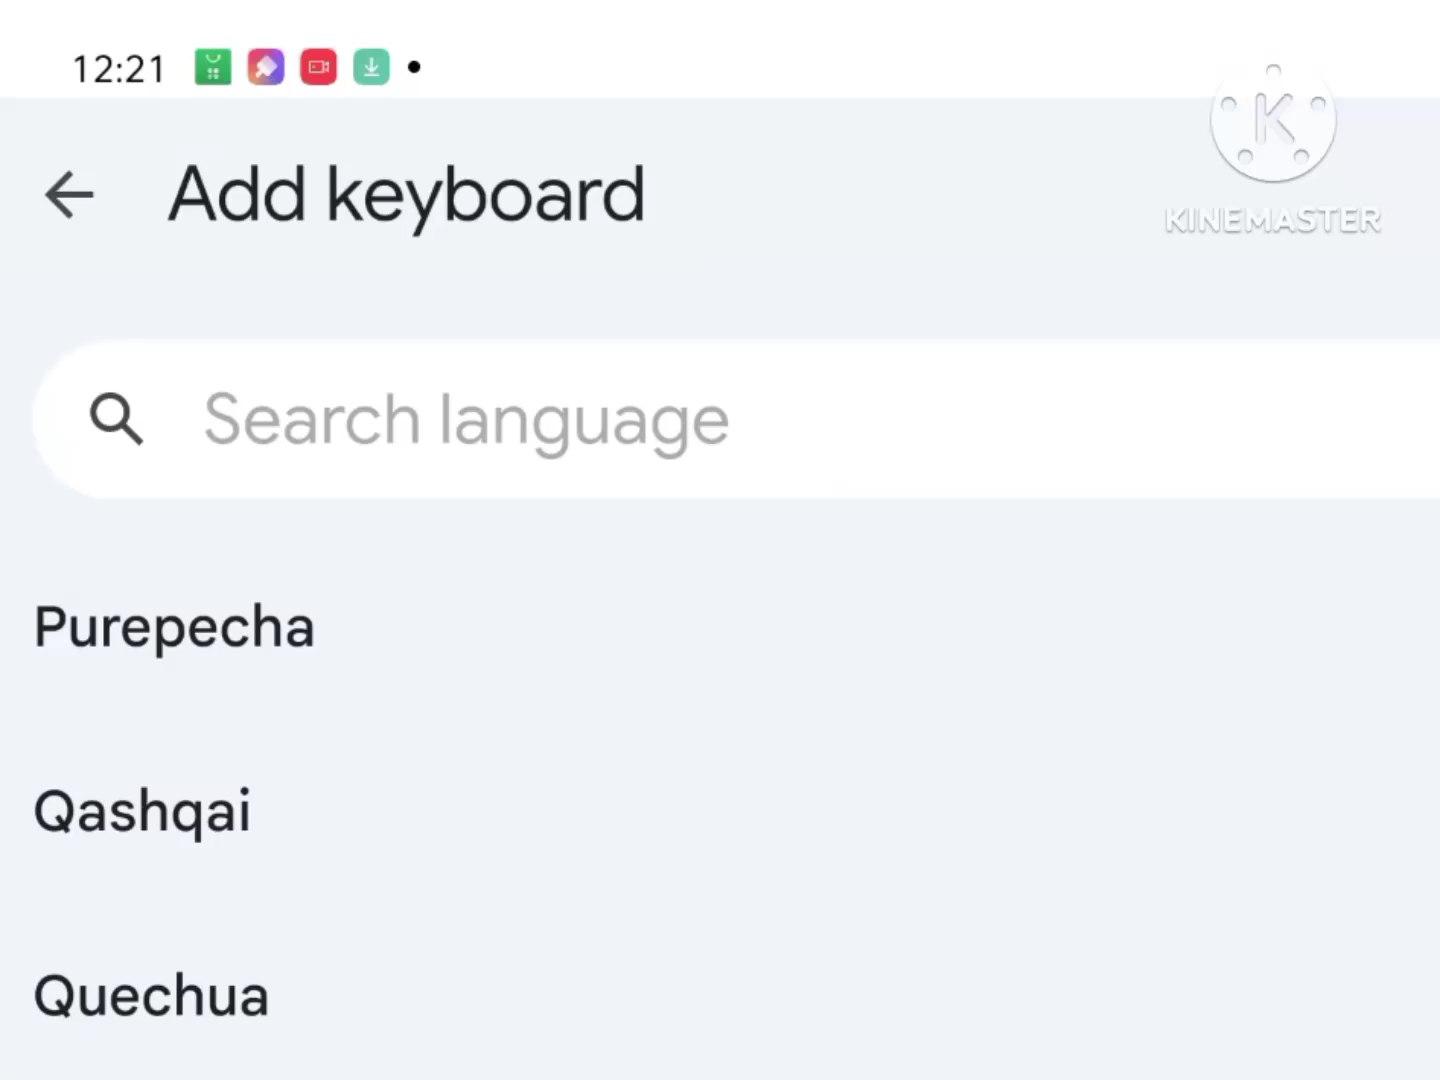 12:21
K
KINEMASTER
Add keyboard
Search language
Purepecha
Qashqai
Quechua